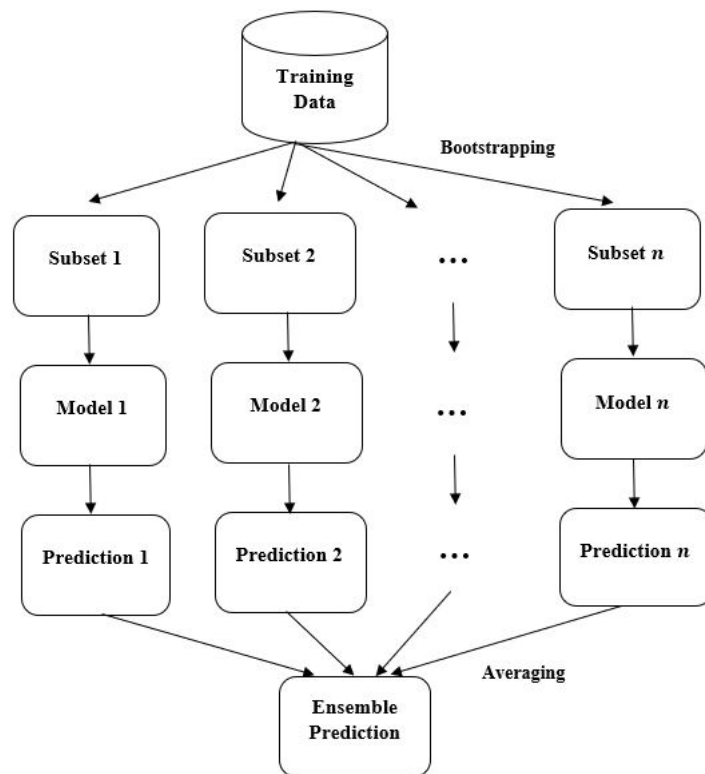 Training
Data
Bootstrapping
Subset 1
Subset 2
...
Subset n
Model 1
Model 2
...
Model n
Prediction 1
Prediction 2
...
Prediction n
Averaging
Ensemble
Prediction